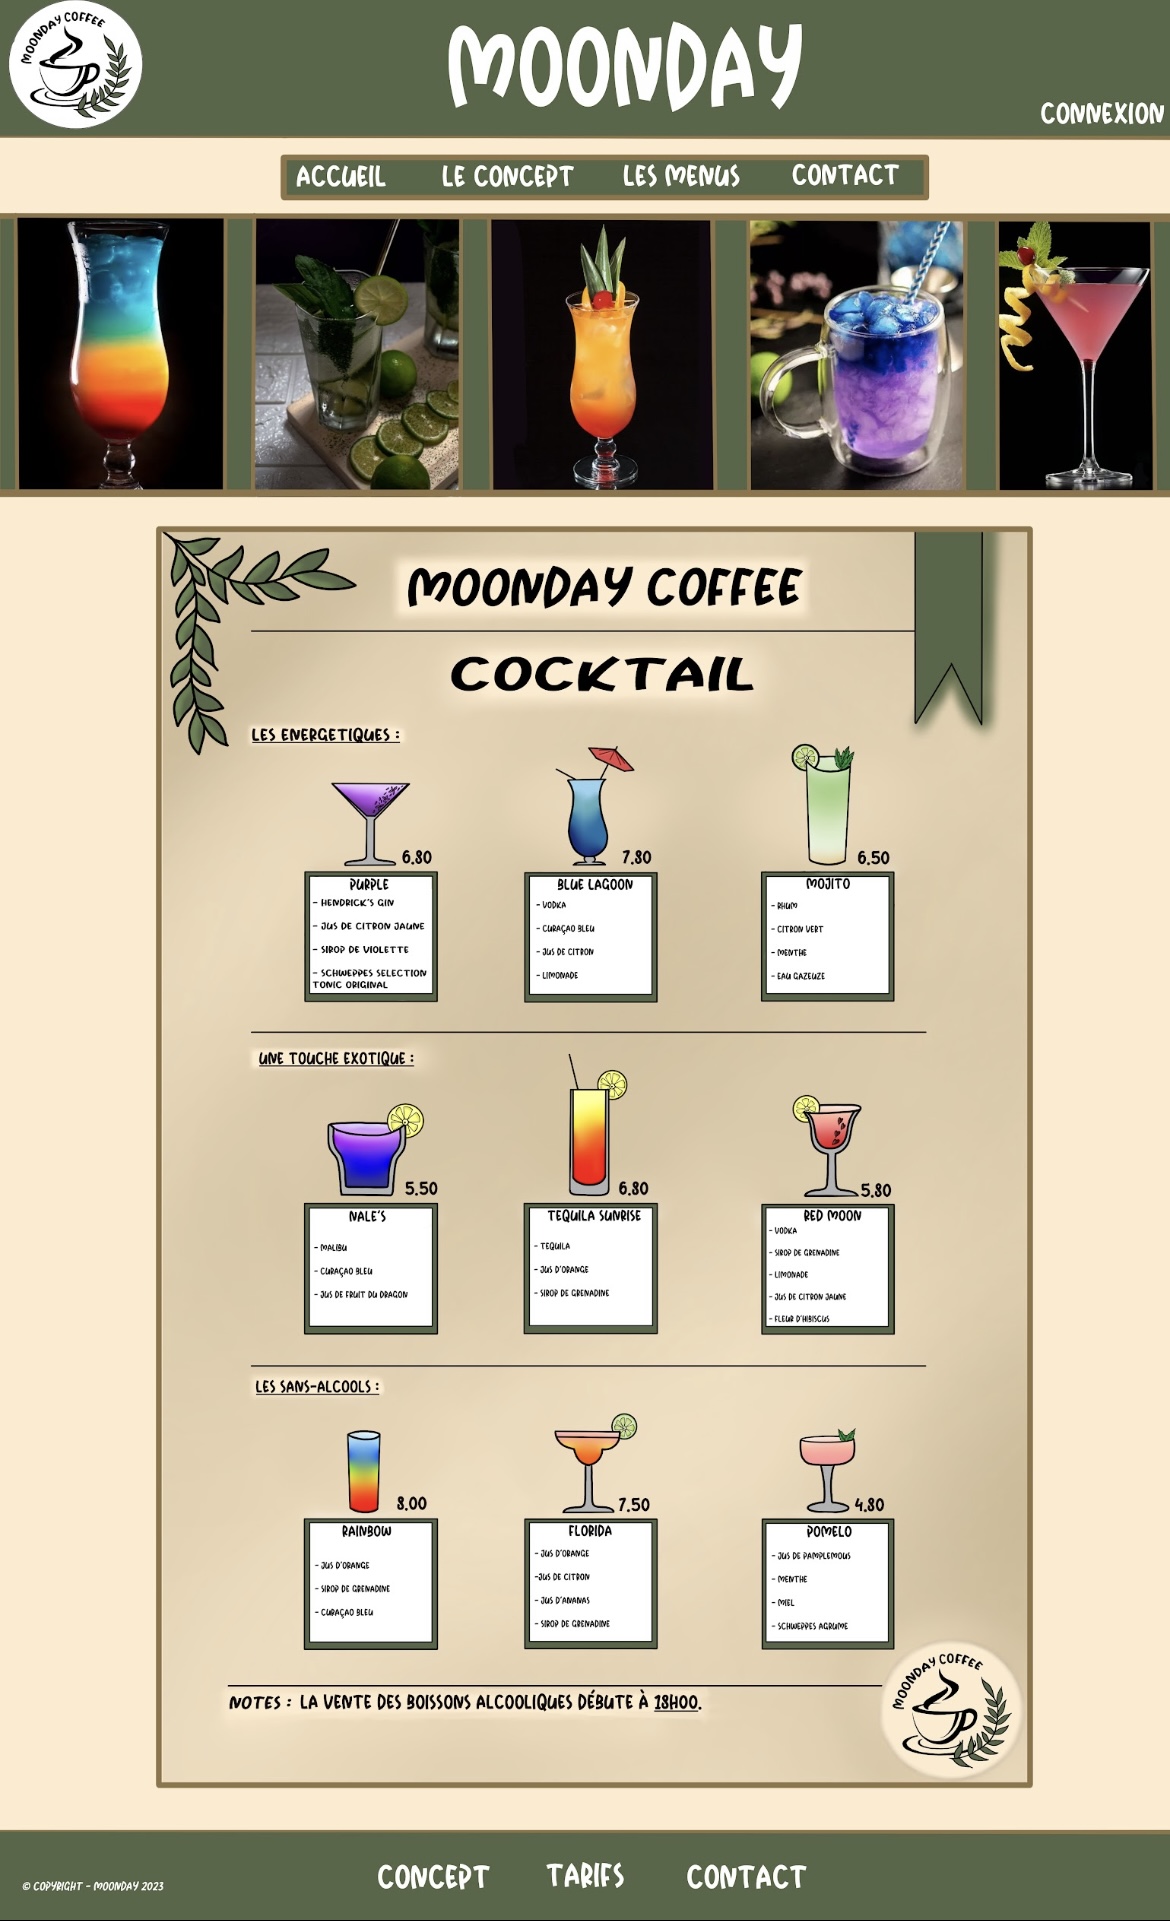 MOONDAY COFFEE
MOONDAY
CONNEXION
ACCUEIL
LE CONCEPT
LES MENUS
CONTACT
MOONDAY COFFEE
COCKTAIL
LES ENERGETIQUES :
6.80
7.80
6.50
PURPLE
- HENDRICK'S GIN
- JUS DE CITRON JAUNE
- SIROP DE VIOLETTE
- SCHWEPPES SELECTION
TONIC ORIGINAL
BLUE LAGOON
- VODKA
- CURAÇAO BLEU
- JUS DE CITRON
- LIMONADE
MOJITO
- RHUM
- CITRON VERT
- MENTHE
- EAU GAZEUZE
UNE TOUCHE EXOTIQUE :
5.50
6.80
5.80
NALE'S
- MALIBU
- CURAÇAO BLEU
- JUS DE FRUIT DU DRAGON
TEQUILA SUNRISE
- TEQUILA
- JUS D'ORANGE
- SIROP DE GRENADINE
RED MOON
- VODKA
- SIROP DE GRENADINE
- LIMONADE
- JUS DE CITRON JAUNE
- FLEUR D'HIBISCUS
LES SANS-ALCOOLS :
8.00
7.50
4.80
RAINBOW
- JUS D'ORANGE
- SIROP DE GRENADINE
- CURAÇAO BLEU
FLORIDA
- JUS D'ORANGE
-JUS DE CITRON
- JUS D'ANANAS
- SIROP DE GRENADINE
POMELO
- JUS DE PAMPLEMOUS
- MENTHE
- MIEL
- SCHWEPPES AGRUME
NOTES : LA VENTE DES BOISSONS ALCOOLIQUES DÉBUTE À 18H00.
MOONDAY COFFEE
© COPYRIGHT - MOONDAY 2023
CONCEPT
TARIFS
CONTACT